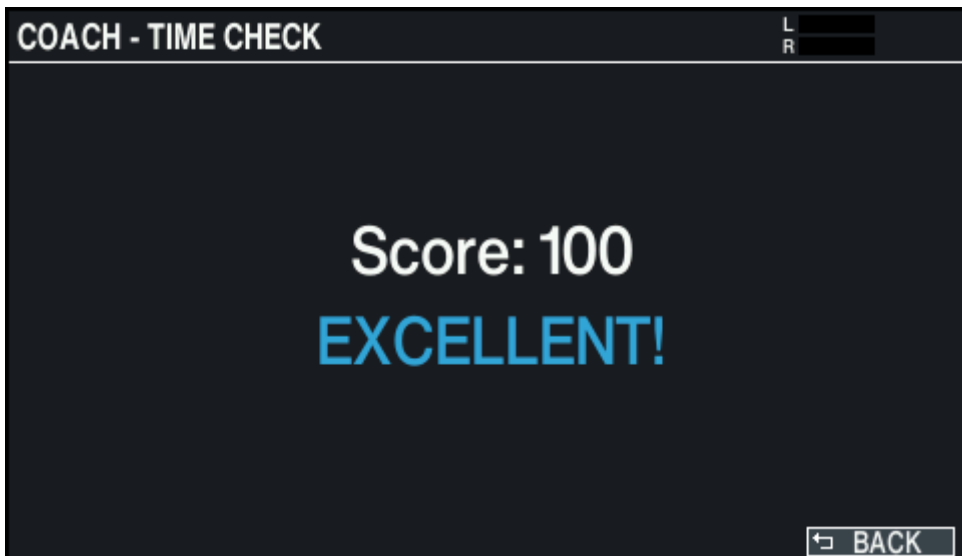 COACH - TIME CHECK
L
R
Score: 100
EXCELLENT!
BACK